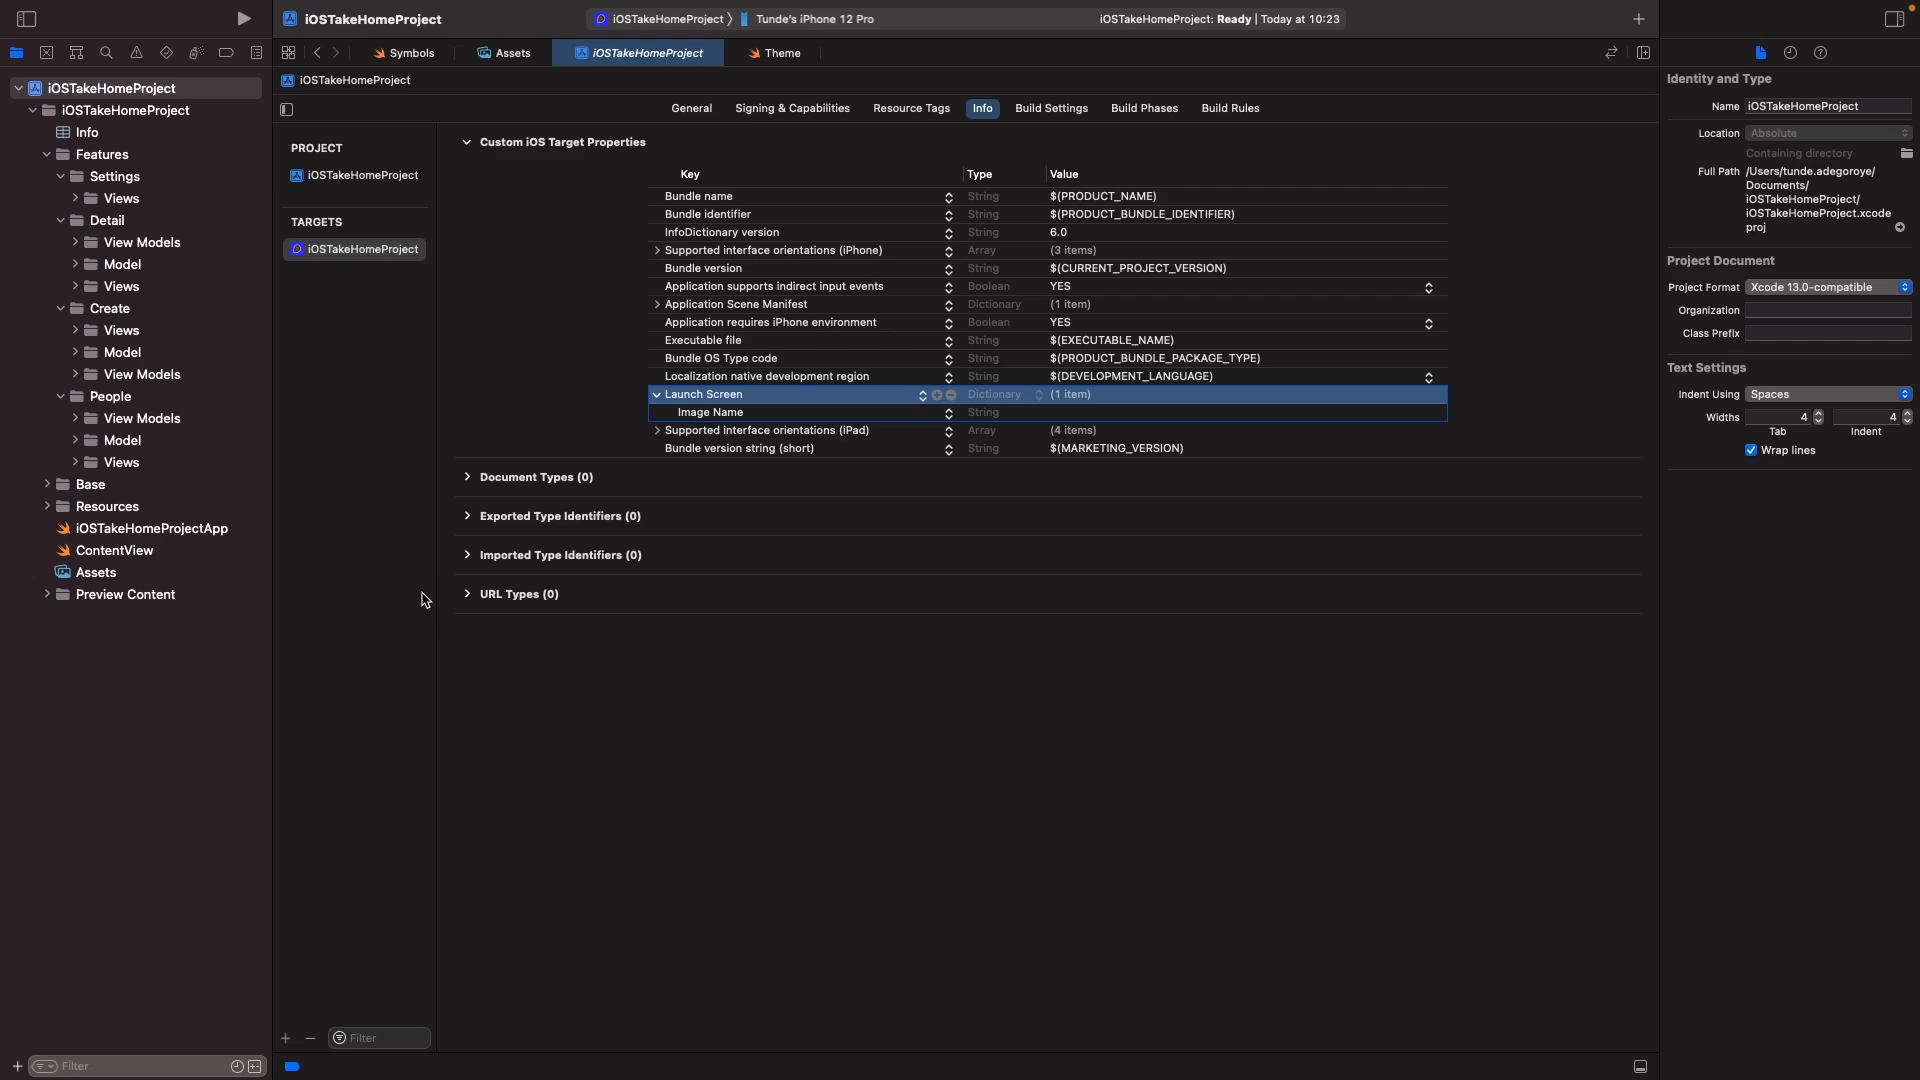 iOSTakeHomeProject
iOSTakeHomeProject
Tunde's iPhone 12 Pro
iOSTakeHomeProject: Ready | Today at 10:23
Symbols
Assets
iOSTakeHomeProject
Theme
iOSTakeHomeProject
iOSTakeHomeProject
iOSTakeHomeProject
Info
Features
Settings
Views
Detail
View Models
Model
Views
Create
Views
Model
View Models
People
View Models
Model
Views
Base
Resources
iOSTakeHomeProjectApp
ContentView
Assets
Preview Content
Filter
General
Signing & Capabilities
Resource Tags
Info
Build Settings
Build Phases
Build Rules
PROJECT
iOSTakeHomeProject
TARGETS
iOSTakeHomeProject
Filter
Custom iOS Target Properties
Key Type Value
Bundle name String $(PRODUCT_NAME)
Bundle identifier String $(PRODUCT_BUNDLE_IDENTIFIER)
InfoDictionary version String 6.0
Supported interface orientations (iPhone) Array (3 items)
Bundle version String $(CURRENT_PROJECT_VERSION)
Application supports indirect input events Boolean YES
Application Scene Manifest Dictionary (1 item)
Application requires iPhone environment Boolean YES
Executable file String $(EXECUTABLE_NAME)
Bundle OS Type code String $(PRODUCT_BUNDLE_PACKAGE_TYPE)
Localization native development region String $(DEVELOPMENT_LANGUAGE)
Launch Screen Dictionary (1 item)
Image Name String
Supported interface orientations (iPad) Array (4 items)
Bundle version string (short) String $(MARKETING_VERSION)
Document Types (0)
Exported Type Identifiers (0)
Imported Type Identifiers (0)
URL Types (0)
Identity and Type
Name iOSTakeHomeProject
Location Absolute
Containing directory
Full Path /Users/tunde.adegoroye/
Documents/
iOSTakeHomeProject/
iOSTakeHomeProject.xcode
proj
Project Document
Project Format Xcode 13.0-compatible
Organization
Class Prefix
Text Settings
Indent Using Spaces
Widths 4 4
Tab Indent
Wrap lines